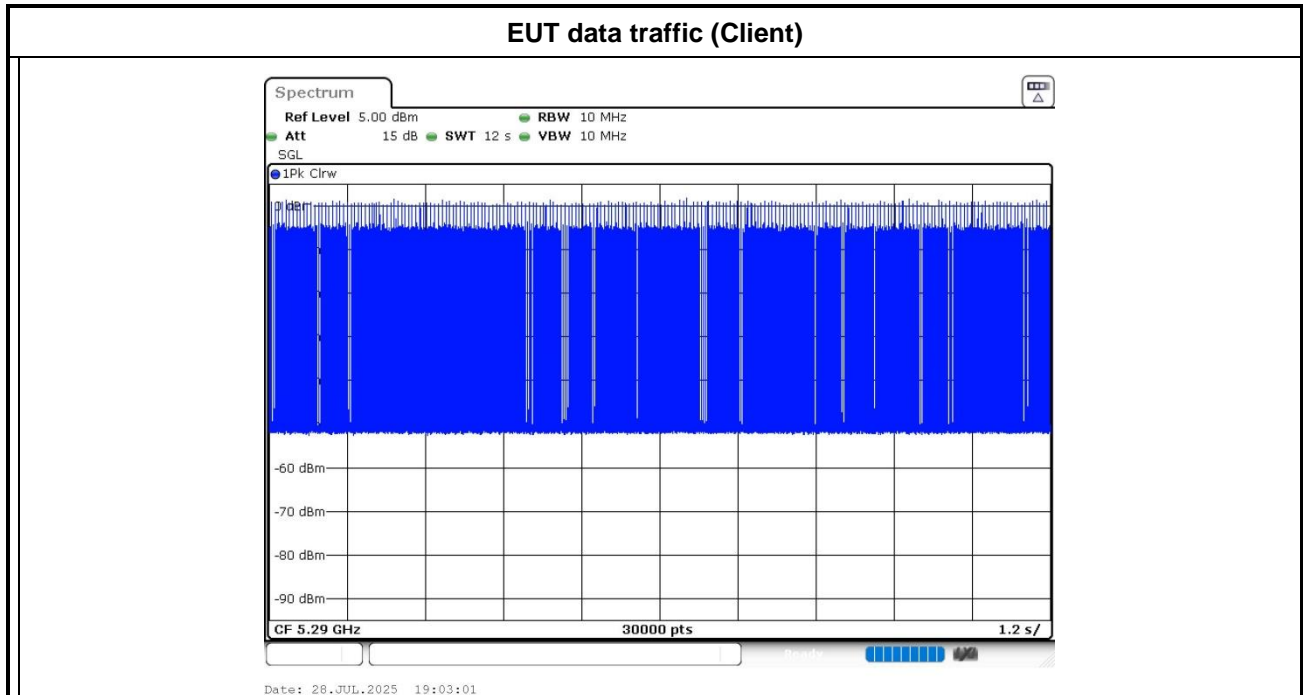 EUT data traffic (Client)
Spectrum
Ref Level 5.00 dBm RBW 10 MHz
Att 15 dB SWT 12 s VBW 10 MHz
SGL
1Pk Clrw
-60 dBm
-70 dBm
-80 dBm
-90 dBm
CF 5.29 GHz 30000 pts 1.2 s/
Ready
Date: 28.JUL.2025 19:03:01